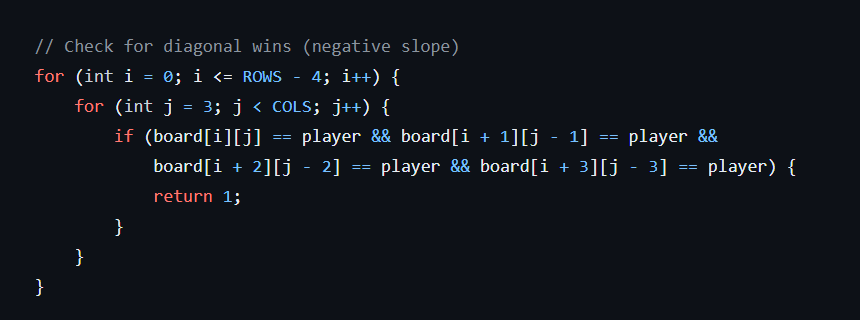 // Check for diagonal wins (negative slope)
for (int i = 0; i <= ROWS - 4; i++) {
    for (int j = 3; j < COLS; j++) {
        if (board[i][j] == player && board[i + 1][j - 1] == player &&
            board[i + 2][j - 2] == player && board[i + 3][j - 3] == player) {
            return 1;
        }
    }
}